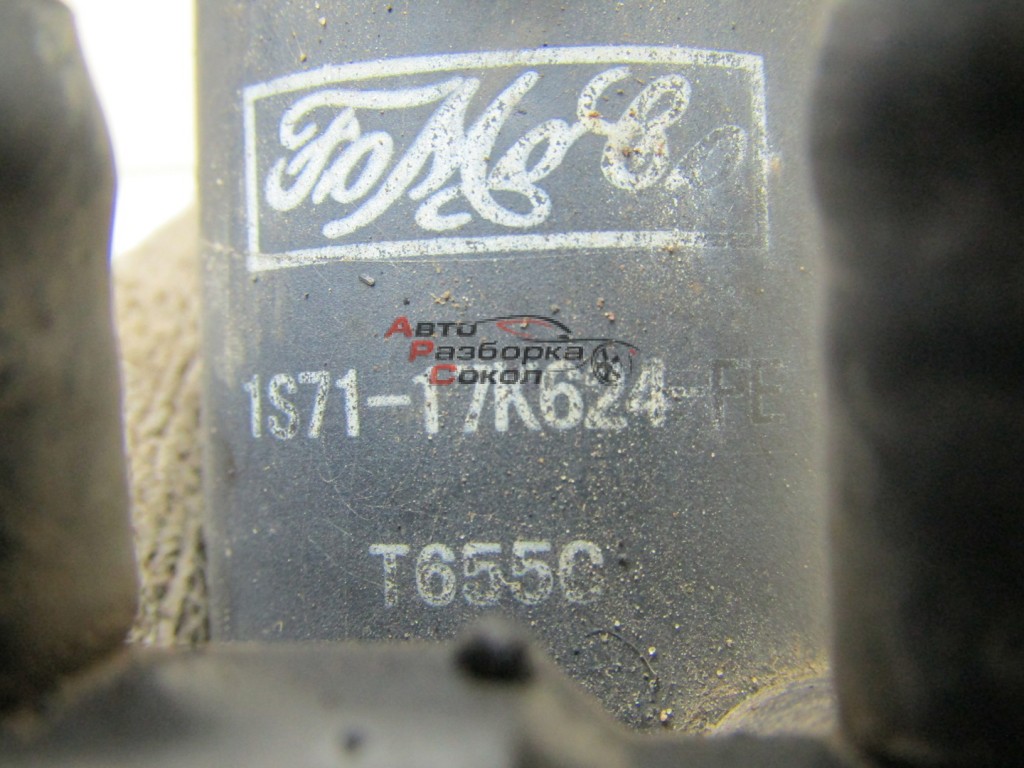 FoMoCo
Авто
Разборка
Сокол
1S71-17K624-FE
T655C